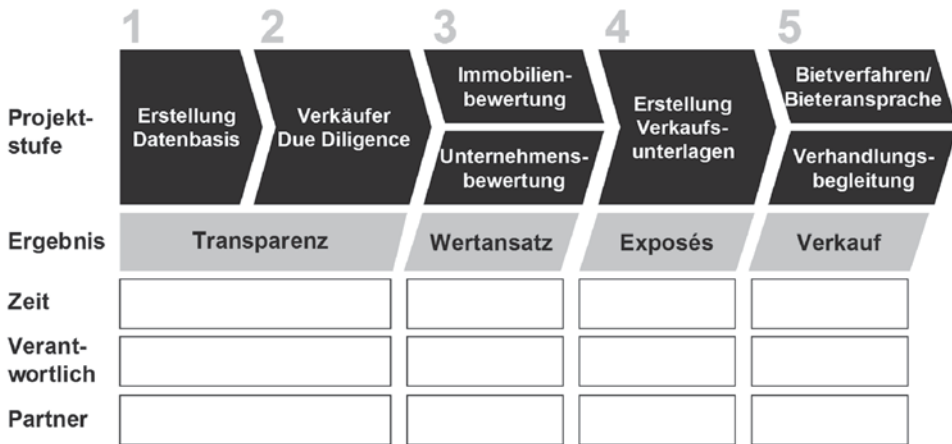 1 2 3 4 5
Projekt-
stufe
Erstellung
Datenbasis
Verkäufer
Due Diligence
Immobilien-
bewertung
Unternehmens-
bewertung
Erstellung
Verkaufs-
unterlagen
Bietverfahren/
Bieteransprache
Verhandlungs-
begleitung
Ergebnis
Transparenz
Wertansatz
Exposés
Verkauf
Zeit
Verant-
wortlich
Partner